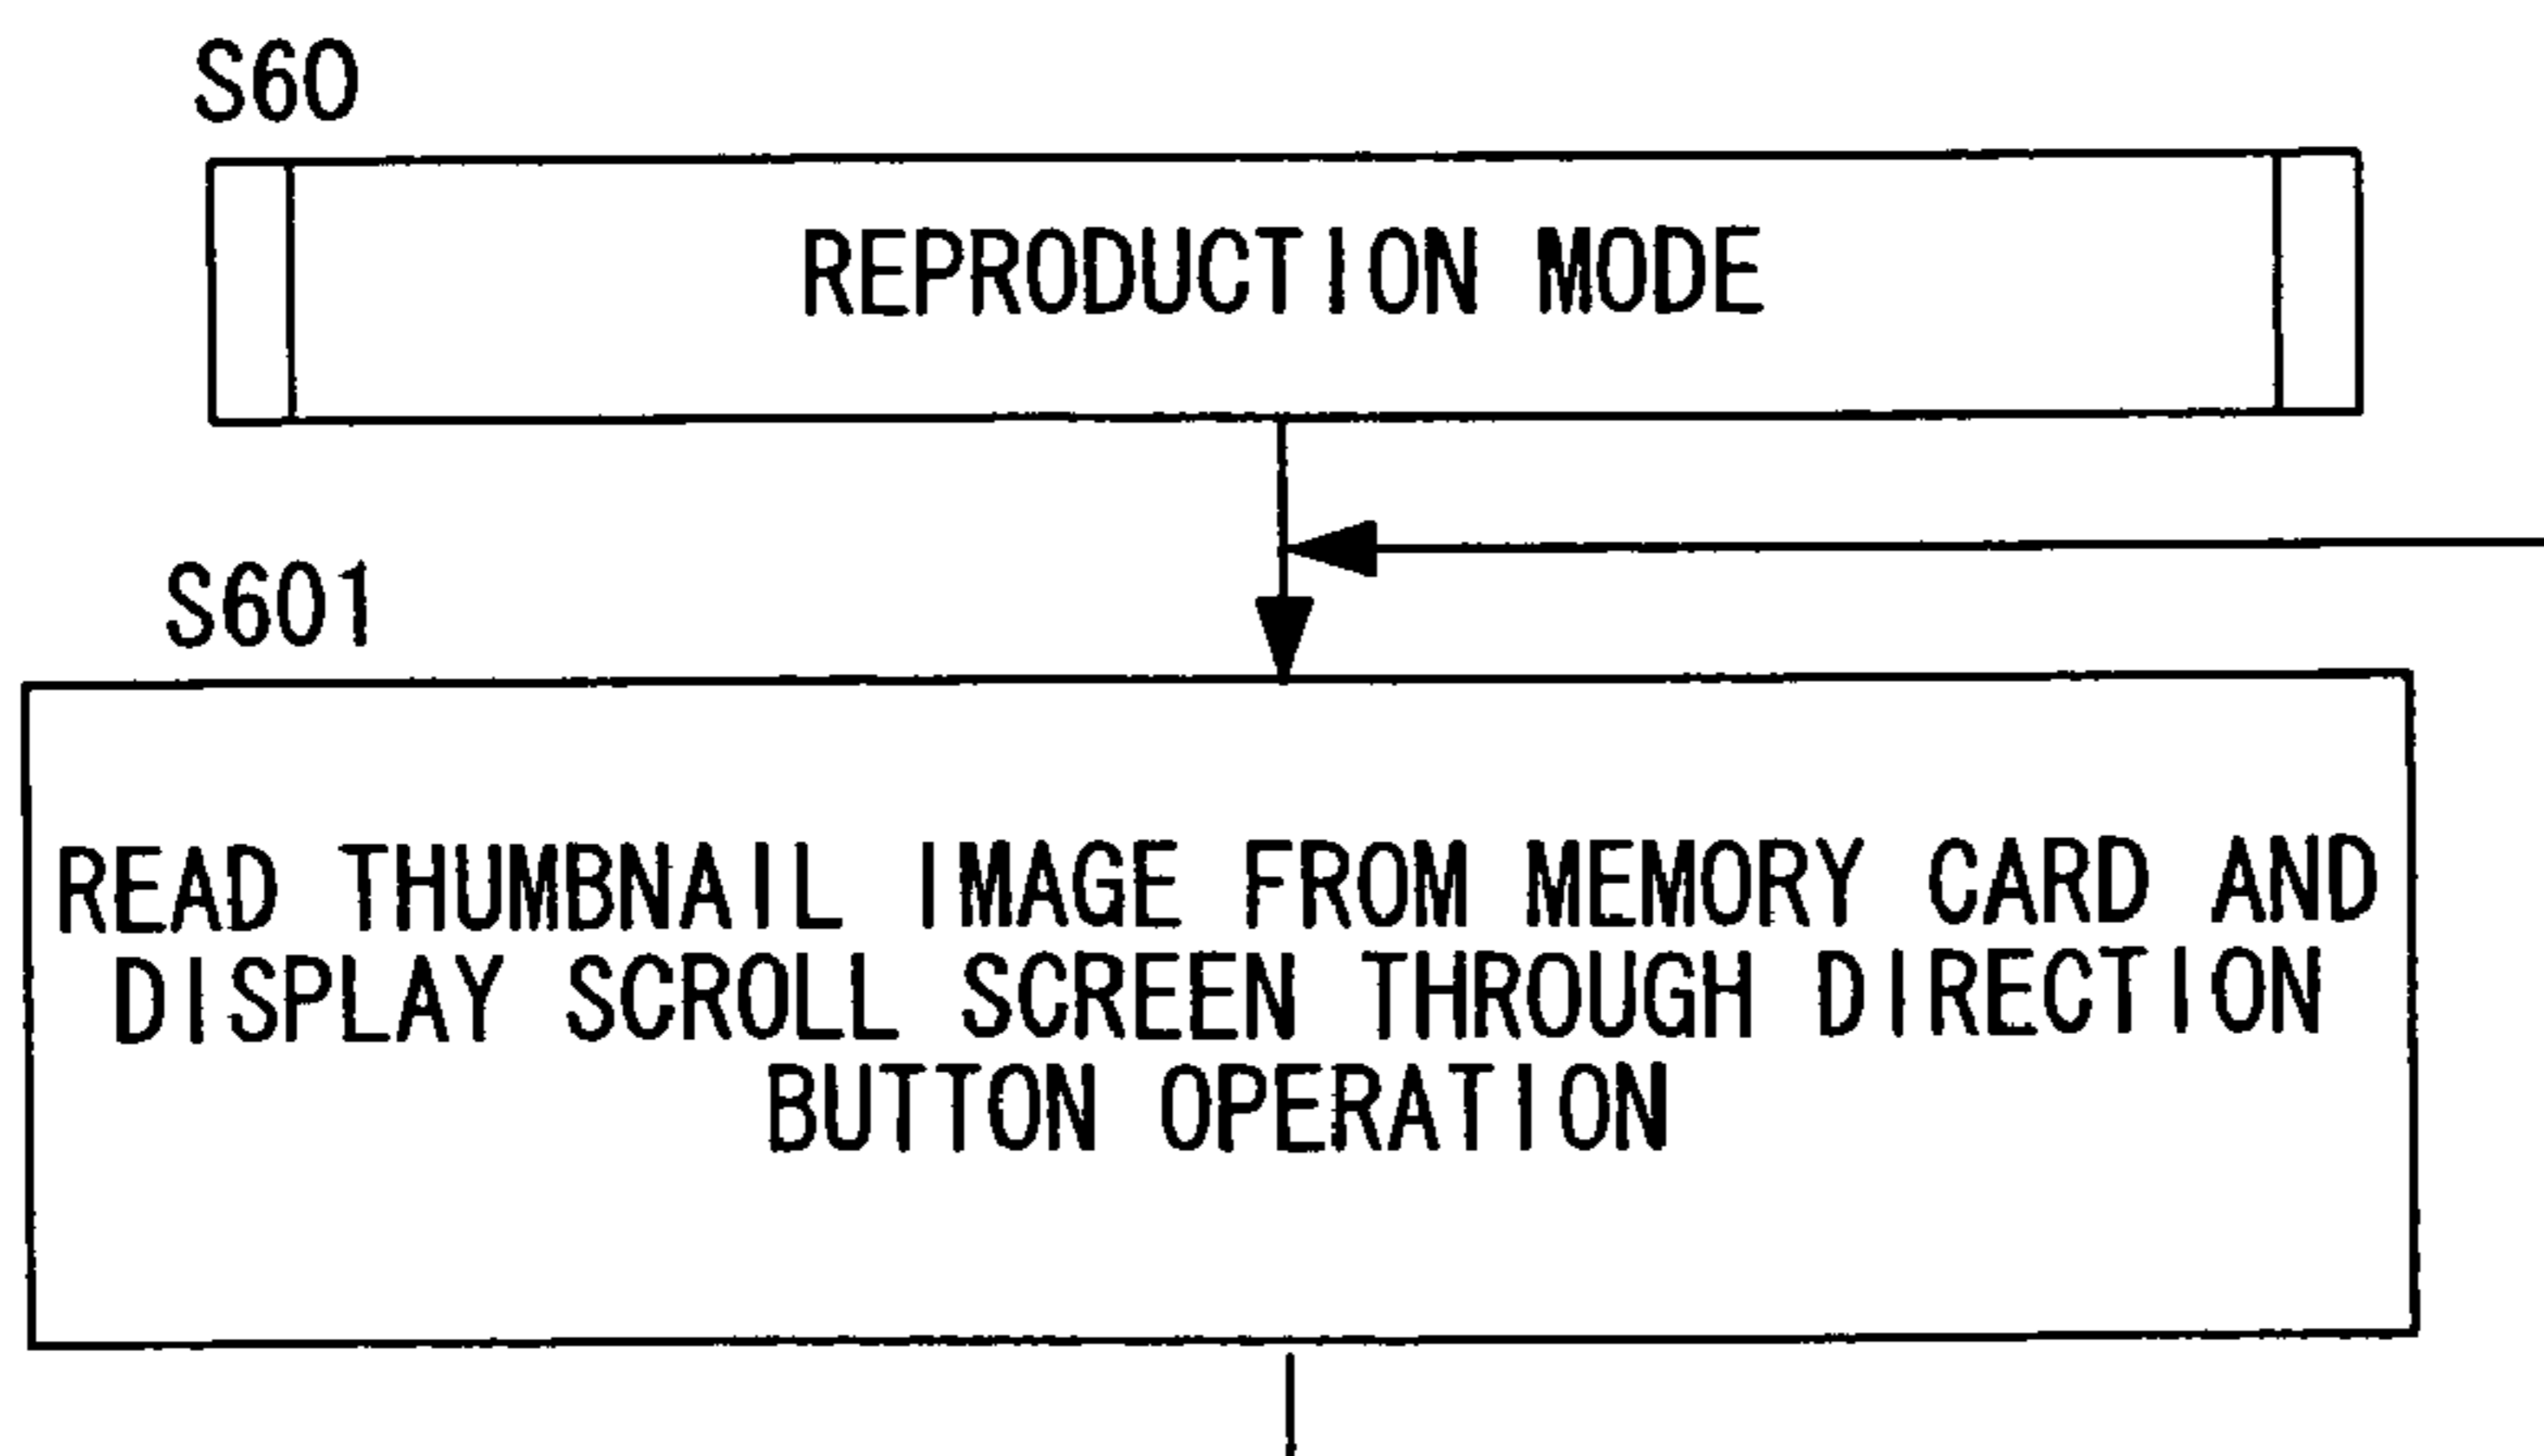 S60
REPRODUCTION MODE
S601
READ THUMBNAIL IMAGE FROM MEMORY CARD AND
DISPLAY SCROLL SCREEN THROUGH DIRECTION
BUTTON OPERATION